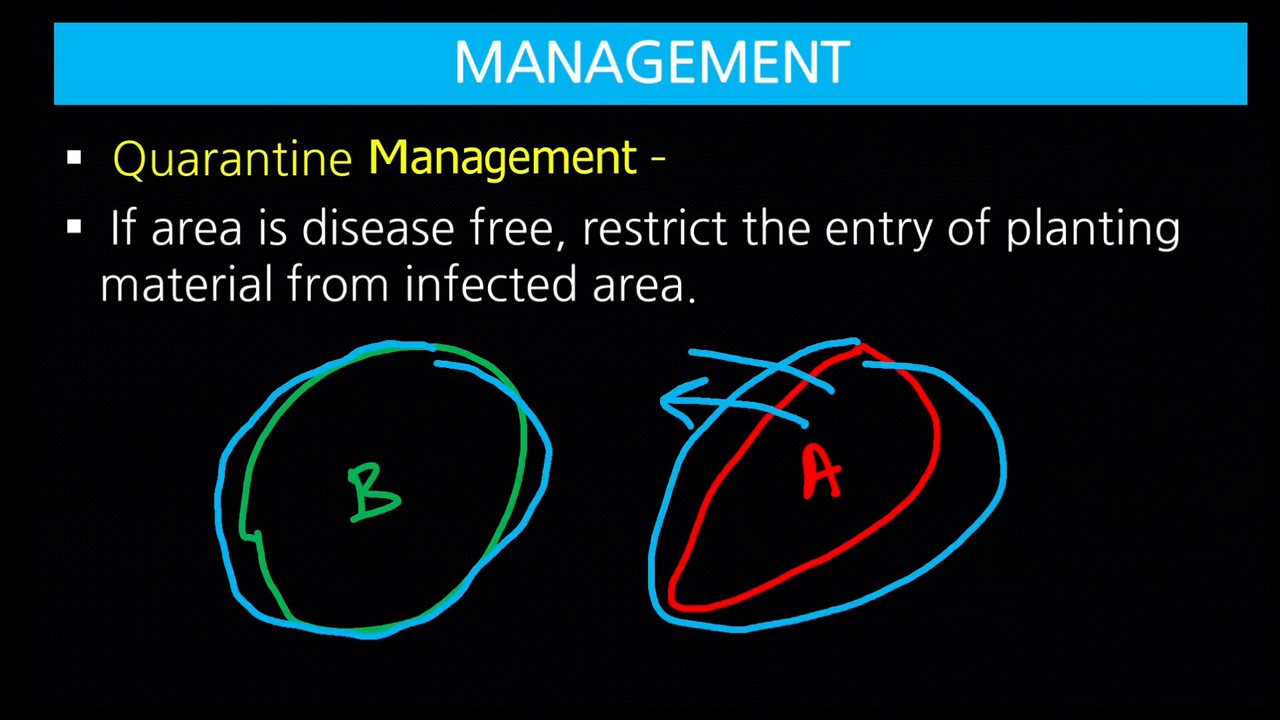 MANAGEMENT
▪ Quarantine Management -
▪ If area is disease free, restrict the entry of planting
material from infected area.
B A